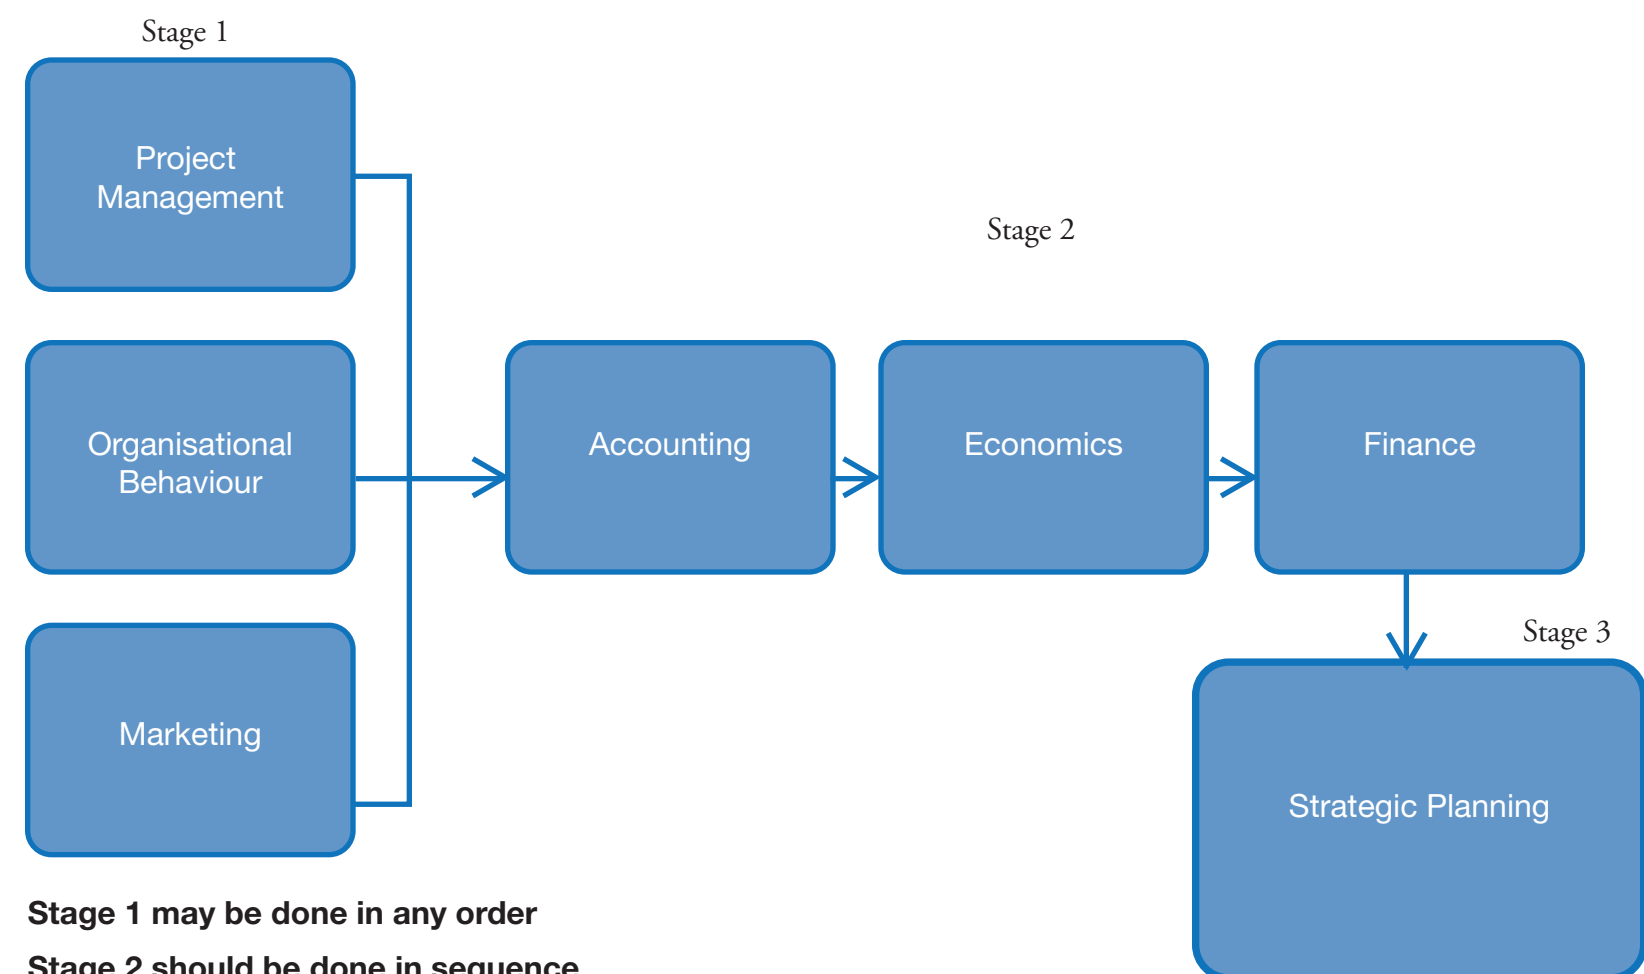 Stage 1
Project
Management
Stage 2
Organisational
Behaviour
Accounting
Economics
Finance
Stage 3
Marketing
Strategic Planning
Stage 1 may be done in any order
Stage 2 should be done in sequence